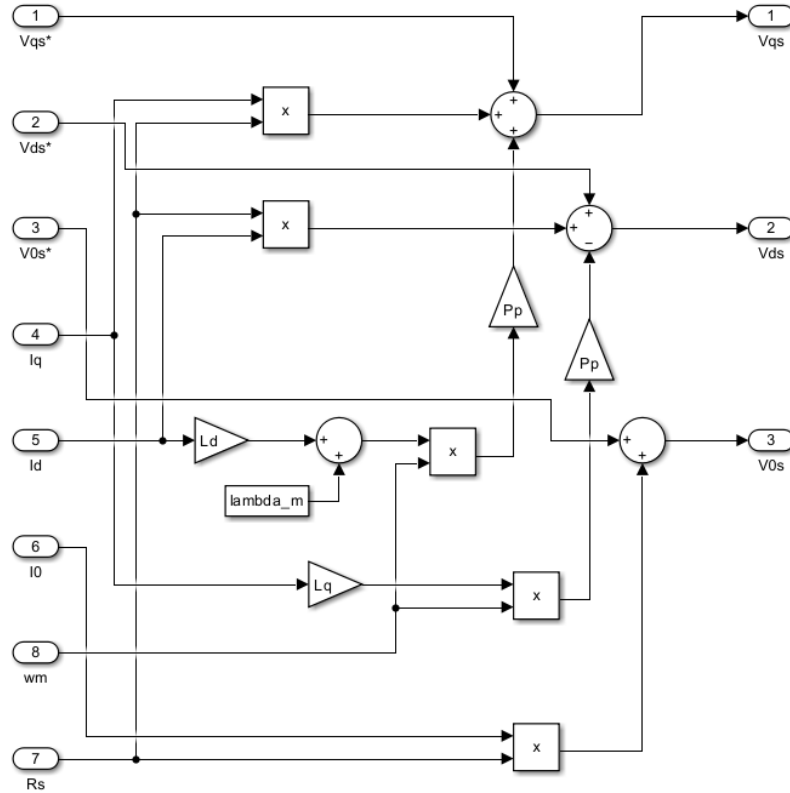 1
Vqs*
1
Vqs
+
+
+
x
2
Vds*
3
V0s*
x
+
+
−
2
Vds
Pp
Pp
4
Iq
5
Id
Ld
+
+
x
+
+
3
V0s
lambda_m
6
I0
Lq
x
8
wm
x
7
Rs